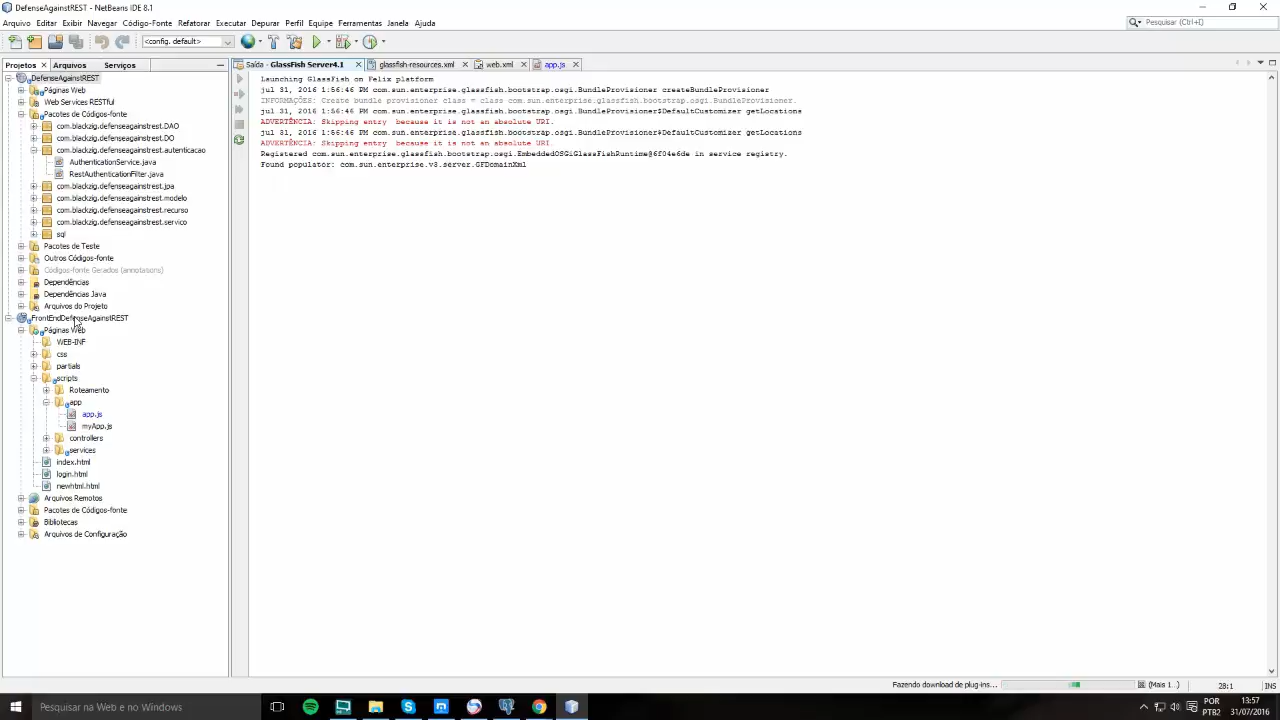 DefenseAgainstREST - NetBeans IDE 8.1
Arquivo Editar Exibir Navegar Código-Fonte Refatorar Executar Depurar Perfil Equipe Ferramentas Janela Ajuda
Pesquisar (Ctrl+I)
<config. default>
Projetos Arquivos Serviços
Saída - GlassFish Server4.1 glassfish-resources.xml web.xml app.js
DefenseAgainstREST
Páginas Web
Web Services RESTful
Pacotes de Códigos-fonte
com.blackzig.defenseagainstrest.DAO
com.blackzig.defenseagainstrest.DO
com.blackzig.defenseagainstrest.autenticacao
AuthenticationService.java
RestAuthenticationFilter.java
com.blackzig.defenseagainstrest.jpa
com.blackzig.defenseagainstrest.modelo
com.blackzig.defenseagainstrest.recurso
com.blackzig.defenseagainstrest.servico
sql
Pacotes de Teste
Outros Códigos-fonte
Códigos-fonte Gerados (annotations)
Dependências
Dependências Java
Arquivos do Projeto
FrontEndDefenseAgainstREST
Páginas Web
WEB-INF
css
partials
scripts
Roteamento
app
app.js
myApp.js
controllers
services
index.html
login.html
newhtml.html
Arquivos Remotos
Pacotes de Códigos-fonte
Bibliotecas
Arquivos de Configuração
Launching GlassFish on Felix platform
jul 31, 2016 1:56:46 PM com.sun.enterprise.glassfish.bootstrap.osgi.BundleProvisioner createBundleProvisioner
INFORMAÇÕES: Create bundle provisioner class = class com.sun.enterprise.glassfish.bootstrap.osgi.BundleProvisioner.
jul 31, 2016 1:56:46 PM com.sun.enterprise.glassfish.bootstrap.osgi.BundleProvisioner$DefaultCustomizer getLocations
ADVERTÊNCIA: Skipping entry  because it is not an absolute URI.
jul 31, 2016 1:56:46 PM com.sun.enterprise.glassfish.bootstrap.osgi.BundleProvisioner$DefaultCustomizer getLocations
ADVERTÊNCIA: Skipping entry  because it is not an absolute URI.
Registered com.sun.enterprise.glassfish.bootstrap.osgi.EmbeddedOSGiGlassFishRuntime@6f04e6de in service registry.
Found populator: com.sun.enterprise.v3.server.GFDomainXml
Fazendo download de plug-ins... (Mais 1...) 28:1 INS
Pesquisar na Web e no Windows
POR 13:57
PTB2 31/07/2016